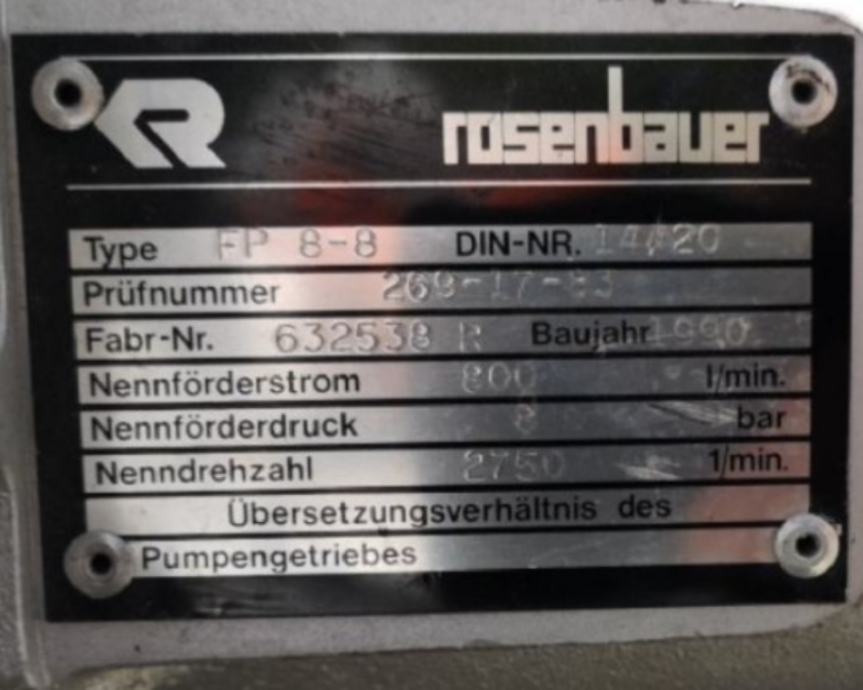 rosenbauer
Type FP 8-8 DIN-NR. 14420
Prüfnummer 269-17-83
Fabr-Nr. 632538 R Baujahr 1990
Nennförderstrom 800 l/min.
Nennförderdruck 8 bar
Nenndrehzahl 2750 1/min.
Übersetzungsverhältnis des
Pumpengetriebes